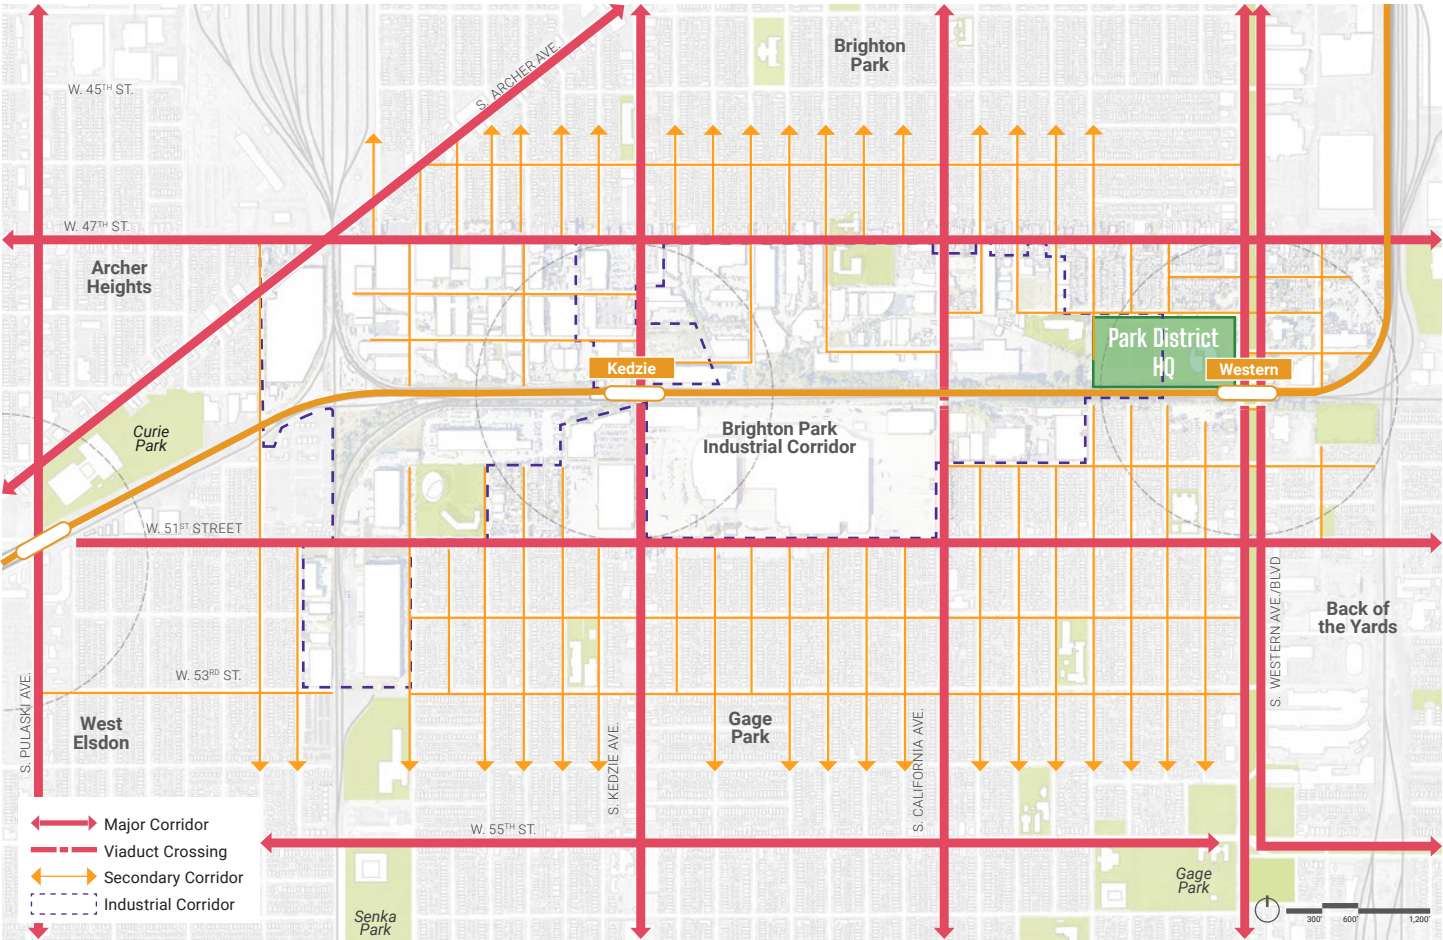 Brighton
Park
S. ARCHER AVE.
W. 45TH ST.
W. 47TH ST.
Archer
Heights
Park District
HQ
Kedzie
Western
Curie
Park
Brighton Park
Industrial Corridor
W. 51ST STREET
S. WESTERN AVE./BLVD
Back of
the Yards
W. 53RD ST.
S. PULASKI AVE.
West
Elsdon
Gage
Park
S. KEDZIE AVE.
S. CALIFORNIA AVE.
W. 55TH ST.
Major Corridor
Viaduct Crossing
Secondary Corridor
Industrial Corridor
Senka
Park
Gage
Park
300'
600'
1,200'